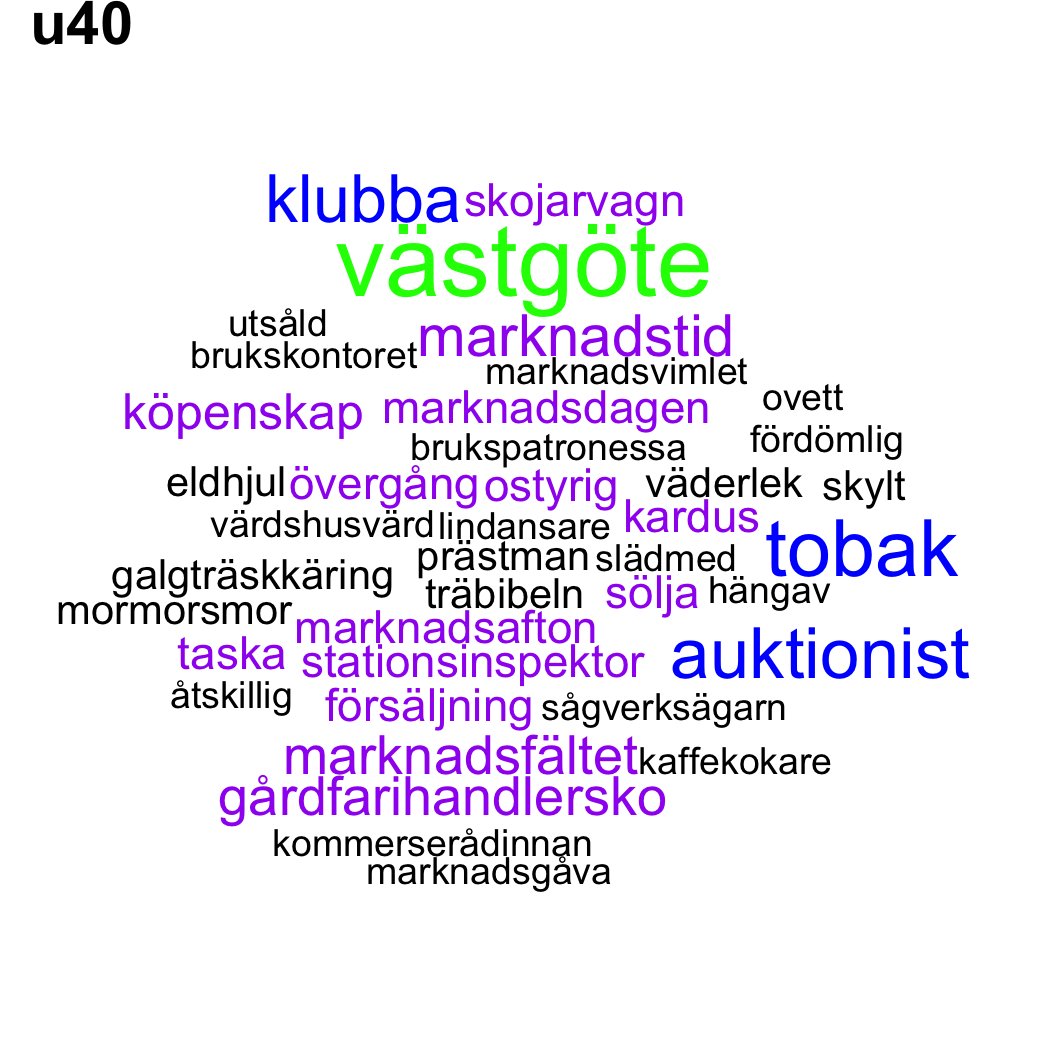 u40
klubba skojarvagn
västgöte
utsåld marknadstid
brukskontoret
marknadsvimlet
köpenskap marknadsdagen ovett
brukspatronessa fördömlig
eldhjul övergång ostyrig väderlek skylt
värdshusvärd lindansare kardus tobak
galgträskkäring prästman slädmed
mormorsmor träbibeln sölja hängav
marknadsafton
taska stationsinspektor auktionist
åtskillig försäljning sågverksägarn
marknadsfältet kaffekokare
gårdfarihandlersko
kommerserådinnan
marknadsgåva